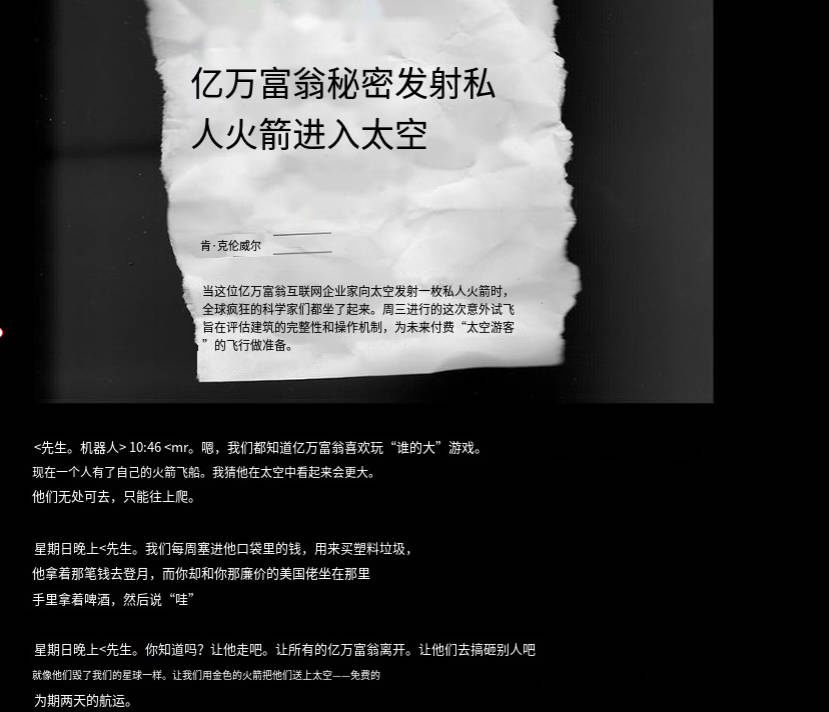 亿万富翁秘密发射私
人火箭进入太空
肯·克伦威尔
当这位亿万富翁互联网企业家向太空发射一枚私人火箭时，
全球疯狂的科学家们都坐了起来。周三进行的这次意外试飞
旨在评估建筑的完整性和操作机制，为未来付费“太空游客
”的飞行做准备。
<先生。机器人> 10:46 <mr。嗯，我们都知道亿万富翁喜欢玩“谁的大”游戏。
现在一个人有了自己的火箭飞船。我猜他在太空中看起来会更大。
他们无处可去，只能往上爬。
星期日晚上<先生。我们每周塞进他口袋里的钱，用来买塑料垃圾，
他拿着那笔钱去登月，而你却和你那廉价的美国佬坐在那里
手里拿着啤酒，然后说“哇”
星期日晚上<先生。你知道吗？让他走吧。让所有的亿万富翁离开。让他们去搞砸别人吧
就像他们毁了我们的星球一样。让我们用金色的火箭把他们送上太空——免费的
为期两天的航运。